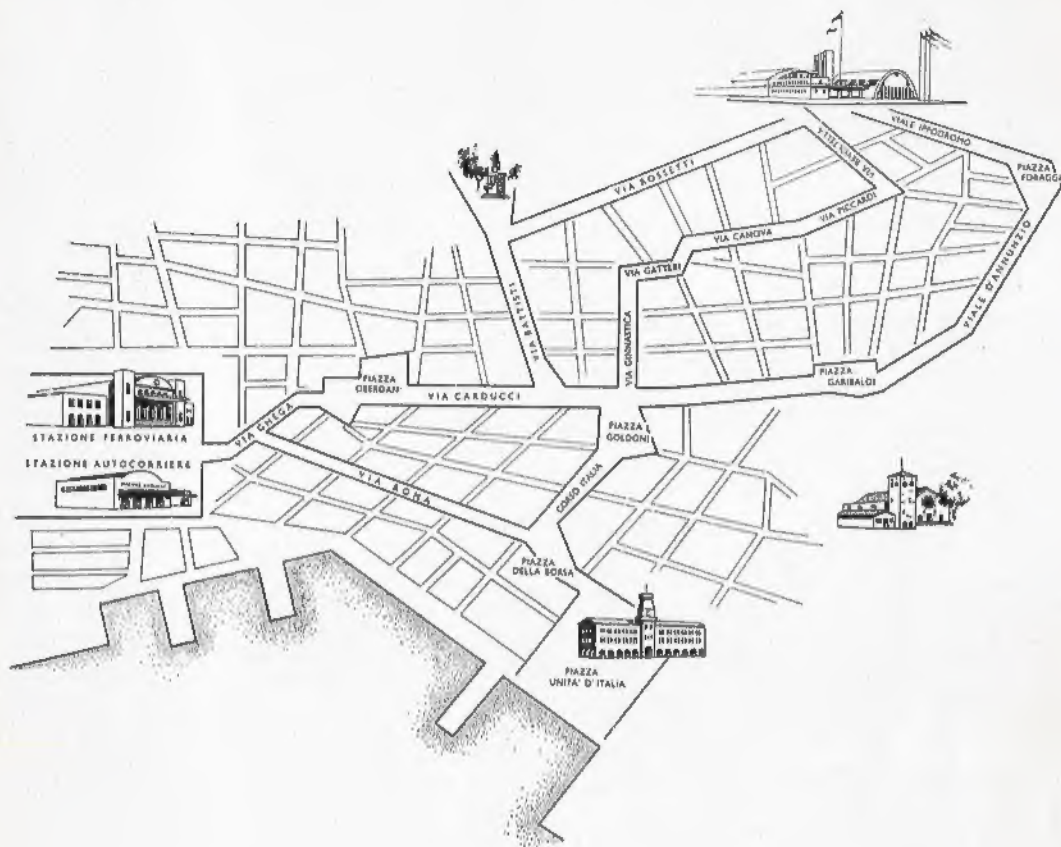 VIALE IPPODROMO
VIA REVOLTELLA
PIAZZA
FORAGGI
VIA ROSSETTI
VIA PICCARDI
VIA CANOVA
VIA GATTERI
VIALE D'ANNUNZIO
VIA BATTISTI
VIA GINNASTICA
PIAZZA
GARIBALDI
PIAZZA
OBERDAN
VIA CARDUCCI
VIA GHEGA
PIAZZA
GOLDONI
STAZIONE FERROVIARIA
STAZIONE AUTOCORRIERE
VIA ROMA
CORSO ITALIA
PIAZZA
DELLA BORSA
PIAZZA
UNITA' D'ITALIA